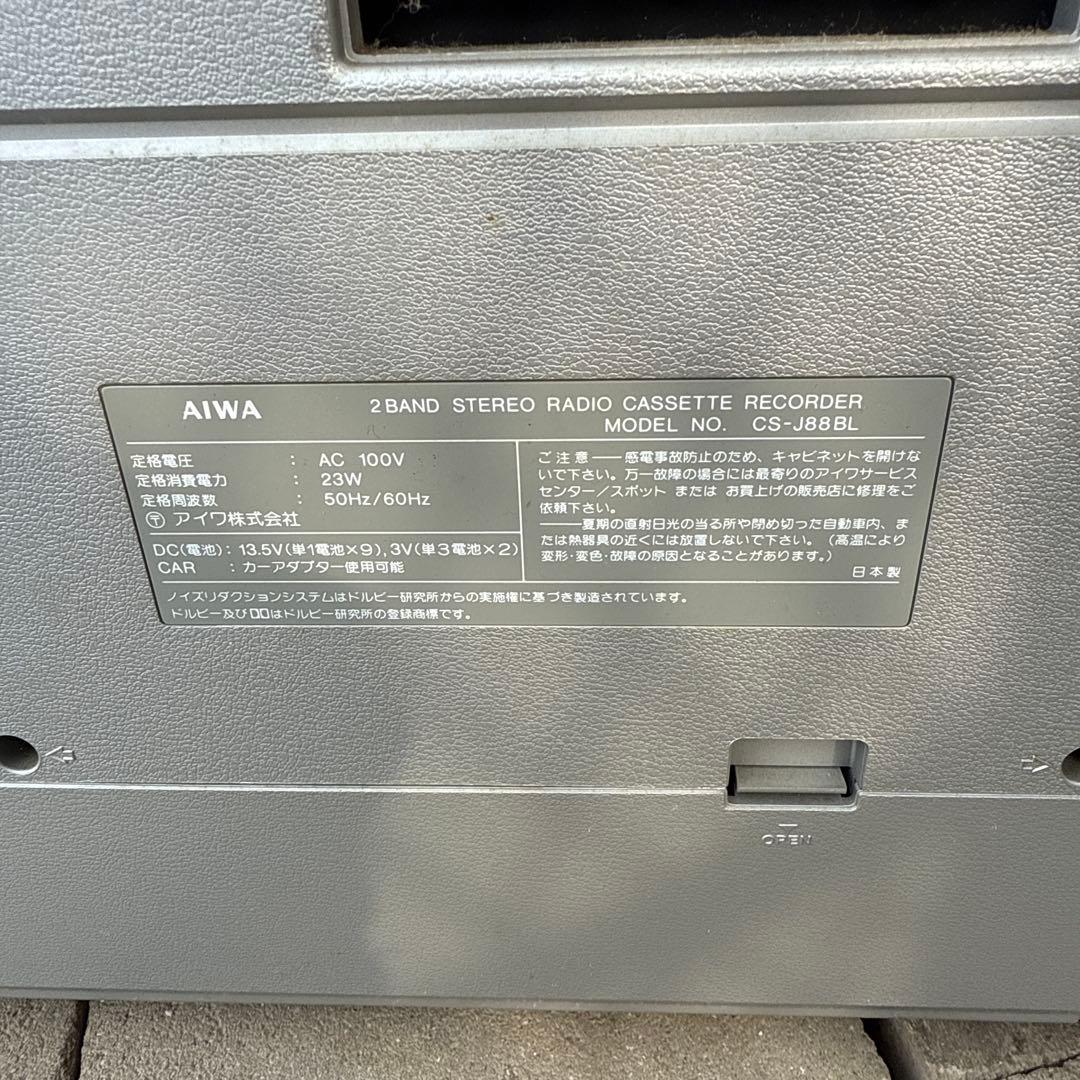 AIWA
2 BAND STEREO RADIO CASSETTE RECORDER
MODEL NO. CS-J88BL
定格電圧 : AC 100V
定格消費電力 : 23W
定格周波数 : 50Hz/60Hz
〒 アイワ株式会社
DC(電池) : 13.5V(単1電池×9), 3V(単3電池×2)
CAR : カーアダプター使用可能
ご注意──感電事故防止のため、キャビネットを開けな
いで下さい。万一故障の場合には最寄りのアイワサービス
センター/スポット または お買上げの販売店に修理をご
依頼下さい。
──夏期の直射日光の当る所や閉め切った自動車内、ま
たは熱器具の近くには放置しないで下さい。(高温により
変形・変色・故障の原因となることがあります。)
日本製
ノイズリダクションシステムはドルビー研究所からの実施権に基づき製造されています。
ドルビー及び▯▯はドルビー研究所の登録商標です。
OPEN